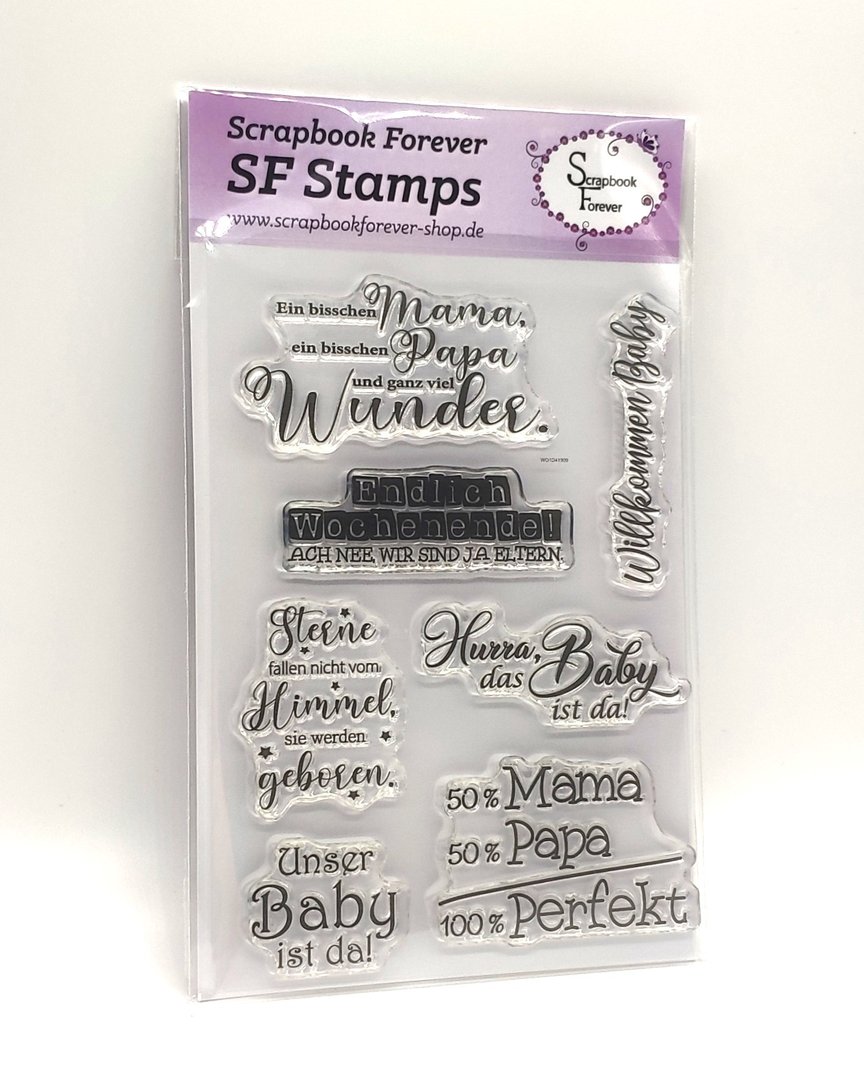 Scrapbook Forever
SF Stamps
www.scrapbookforever-shop.de
Scrapbook
Forever
Ein bisschen Mama,
ein bisschen Papa
und ganz viel
Wunder.
Willkommen Baby
Endlich
Wochenende!
ACH NEE, WIR SIND JA ELTERN.
Sterne
fallen nicht vom
Himmel,
sie werden
geboren.
Hurra,
das Baby
ist da!
Unser
Baby
ist da!
50 % Mama
50 % Papa
100 % Perfekt